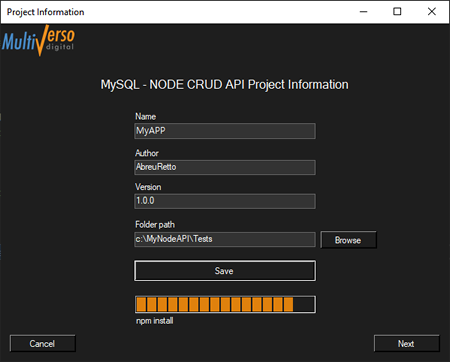 Project Information
MultiVerso
digital
MySQL - NODE CRUD API Project Information
Name
MyAPP
Author
AbreuRetto
Version
1.0.0
Folder path
c:\MyNodeAPI\Tests
Browse
Save
npm install
Cancel
Next